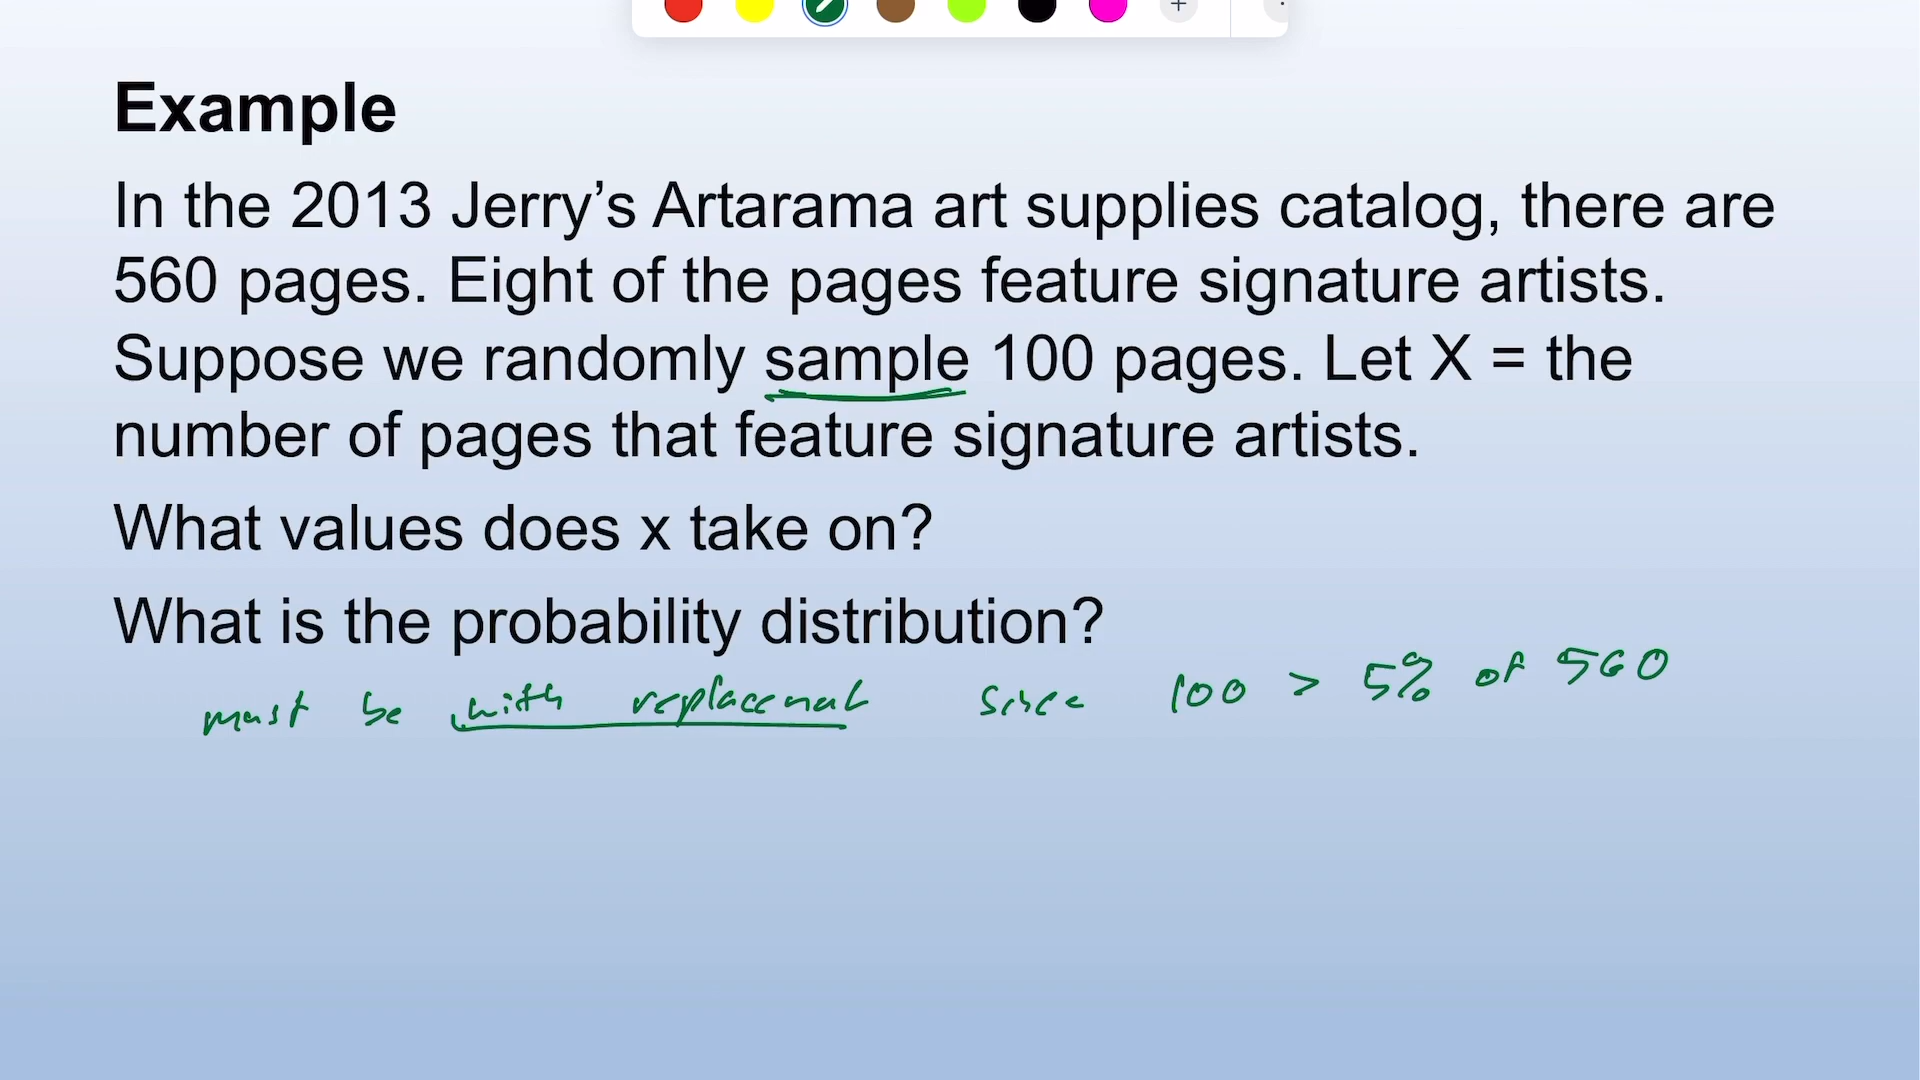 Example
In the 2013 Jerry’s Artarama art supplies catalog, there are
560 pages. Eight of the pages feature signature artists.
Suppose we randomly sample 100 pages. Let X = the
number of pages that feature signature artists.
What values does x take on?
What is the probability distribution?
must be with replacement since 100 > 5% of 560